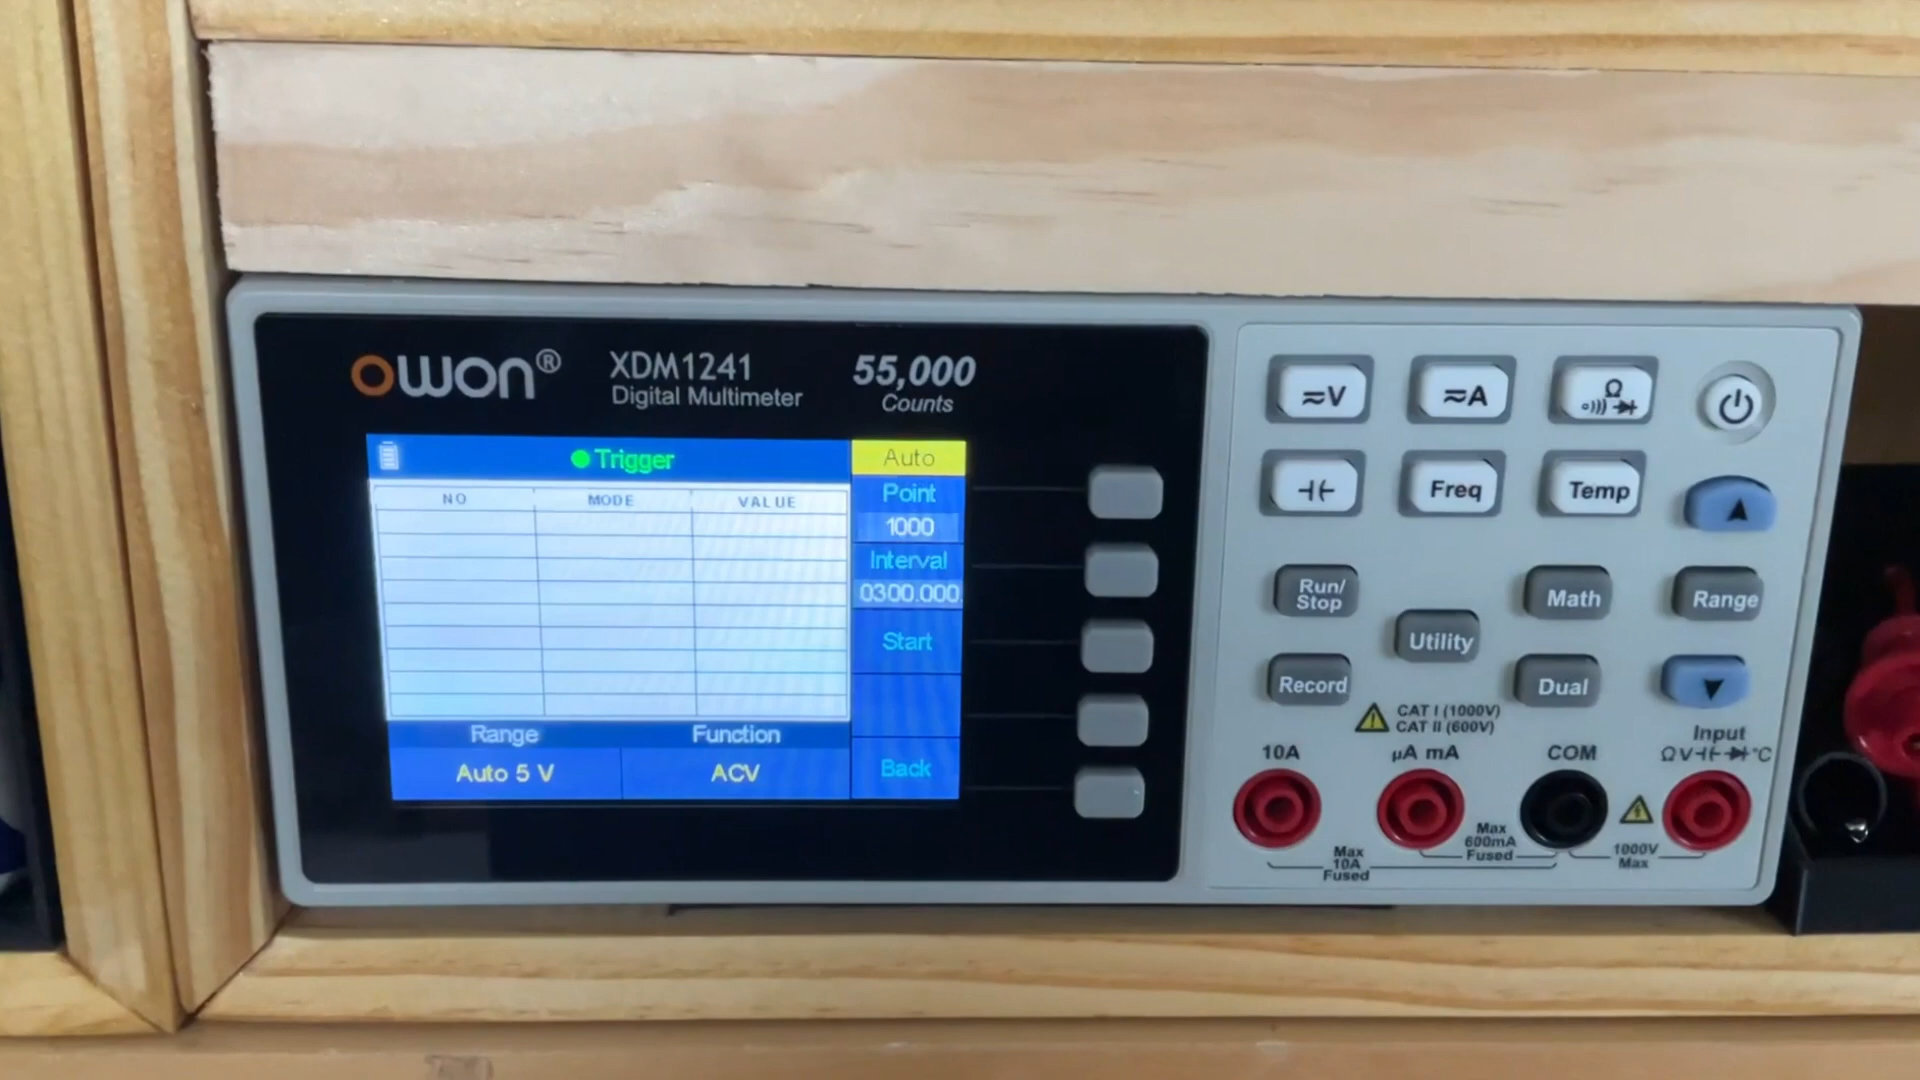 owon® XDM1241 55,000
Digital Multimeter Counts
Trigger
NO MODE VALUE
Range Function
Auto 5 V ACV
Auto
Point
1000
Interval
0300.000
Start
Back
≂V ≂A Ω
Freq Temp
Run/
Stop
Math Range
Utility
Record Dual
CAT I (1000V)
CAT II (600V)
10A μA mA COM Input
Ω V °C
Max
10A
Fused
Max
600mA
Fused
1000V
Max